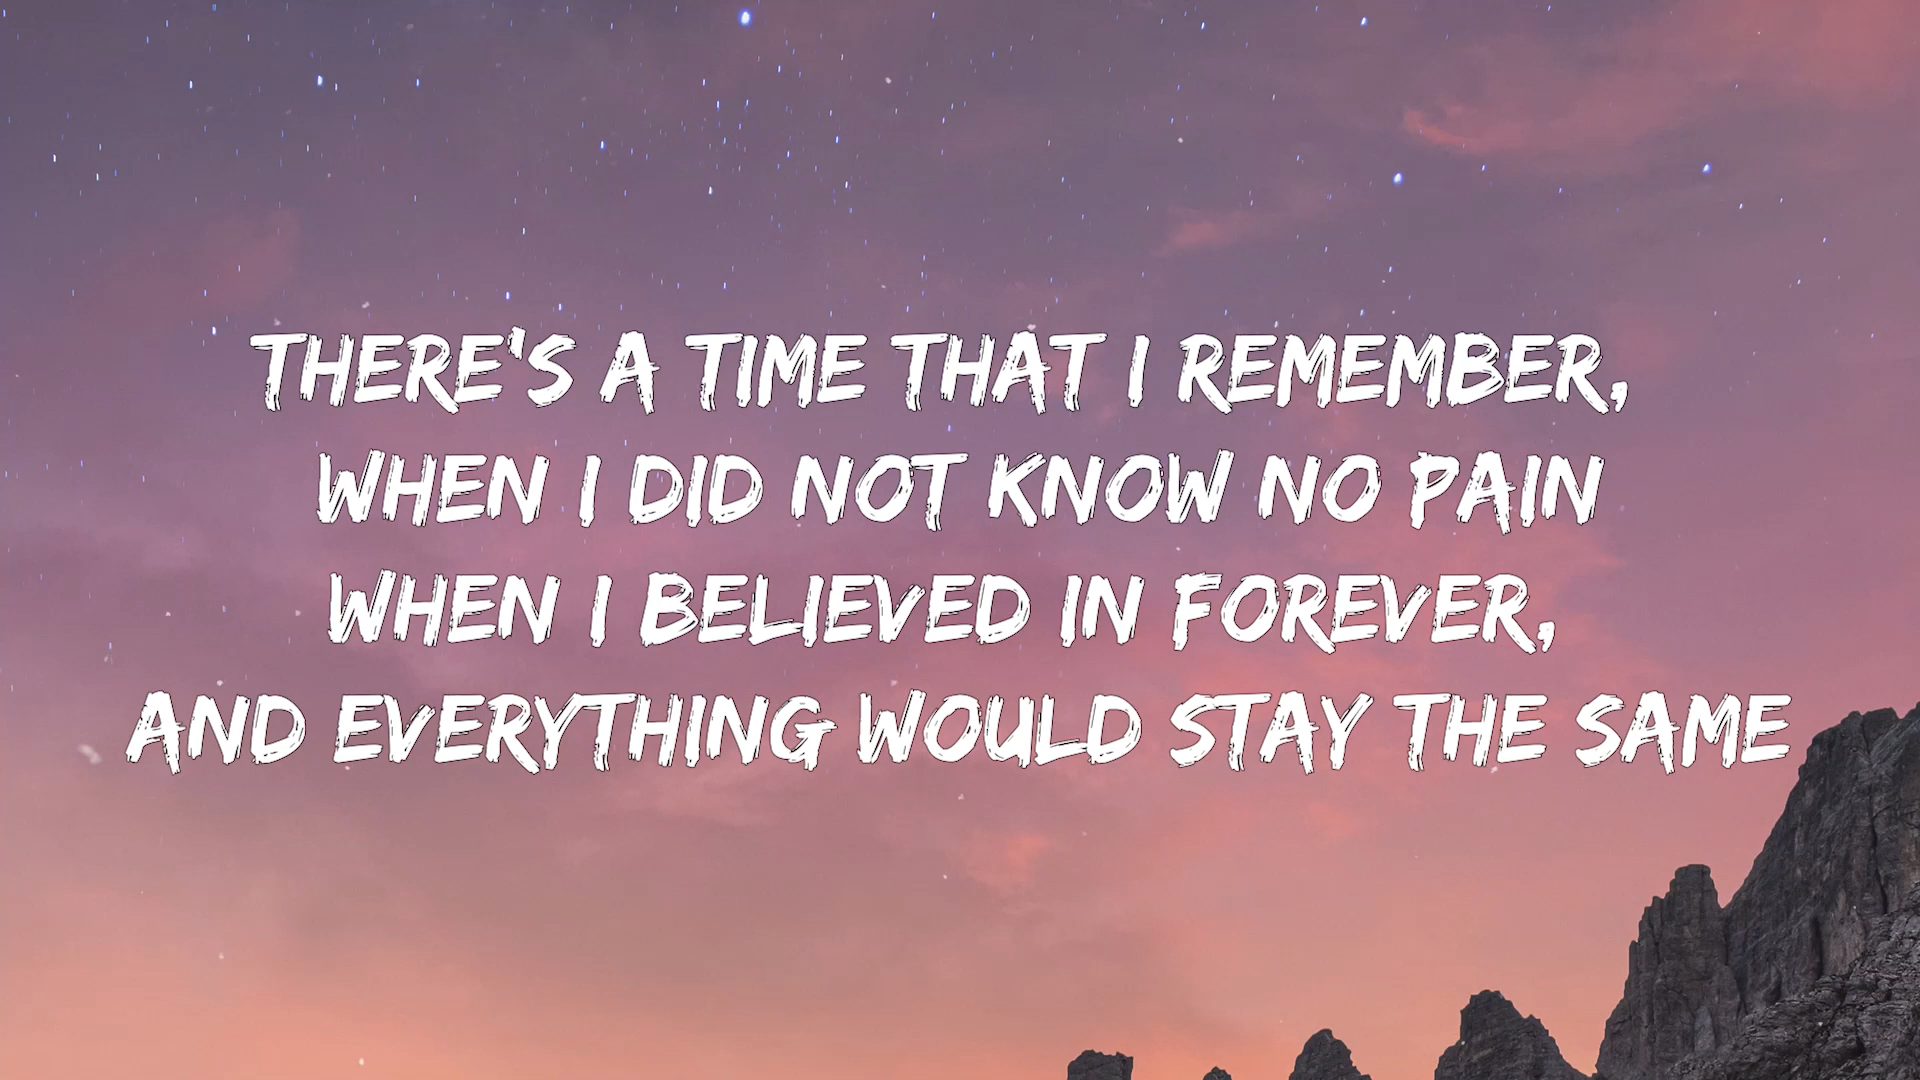 THERE'S A TIME THAT I REMEMBER,
WHEN I DID NOT KNOW NO PAIN
WHEN I BELIEVED IN FOREVER,
AND EVERYTHING WOULD STAY THE SAME